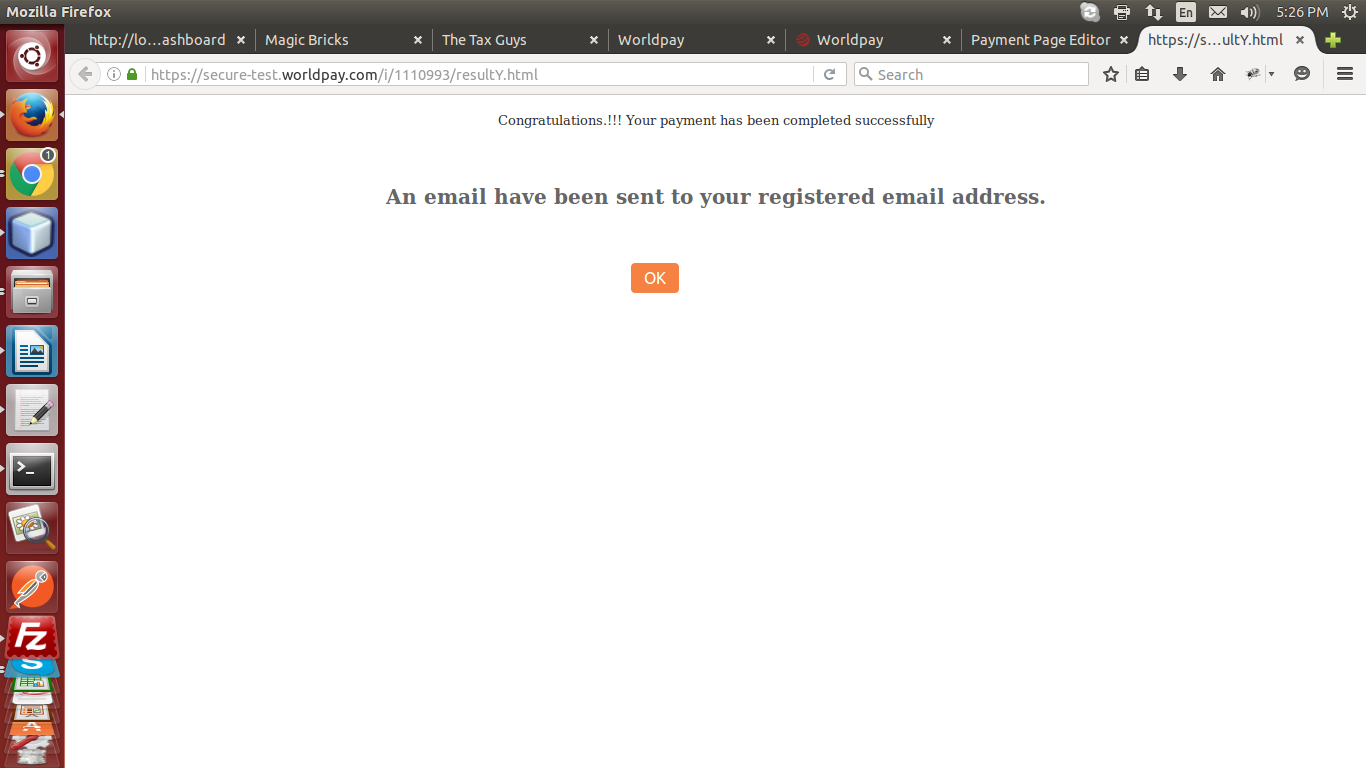 Mozilla Firefox
En
5:26 PM
http://lo...ashboard
Magic Bricks
The Tax Guys
Worldpay
Worldpay
Payment Page Editor
https://s...ultY.html
https://secure-test.worldpay.com/i/1110993/resultY.html
Search
Congratulations.!!! Your payment has been completed successfully
An email have been sent to your registered email address.
OK
1
>_
Fz
S
A